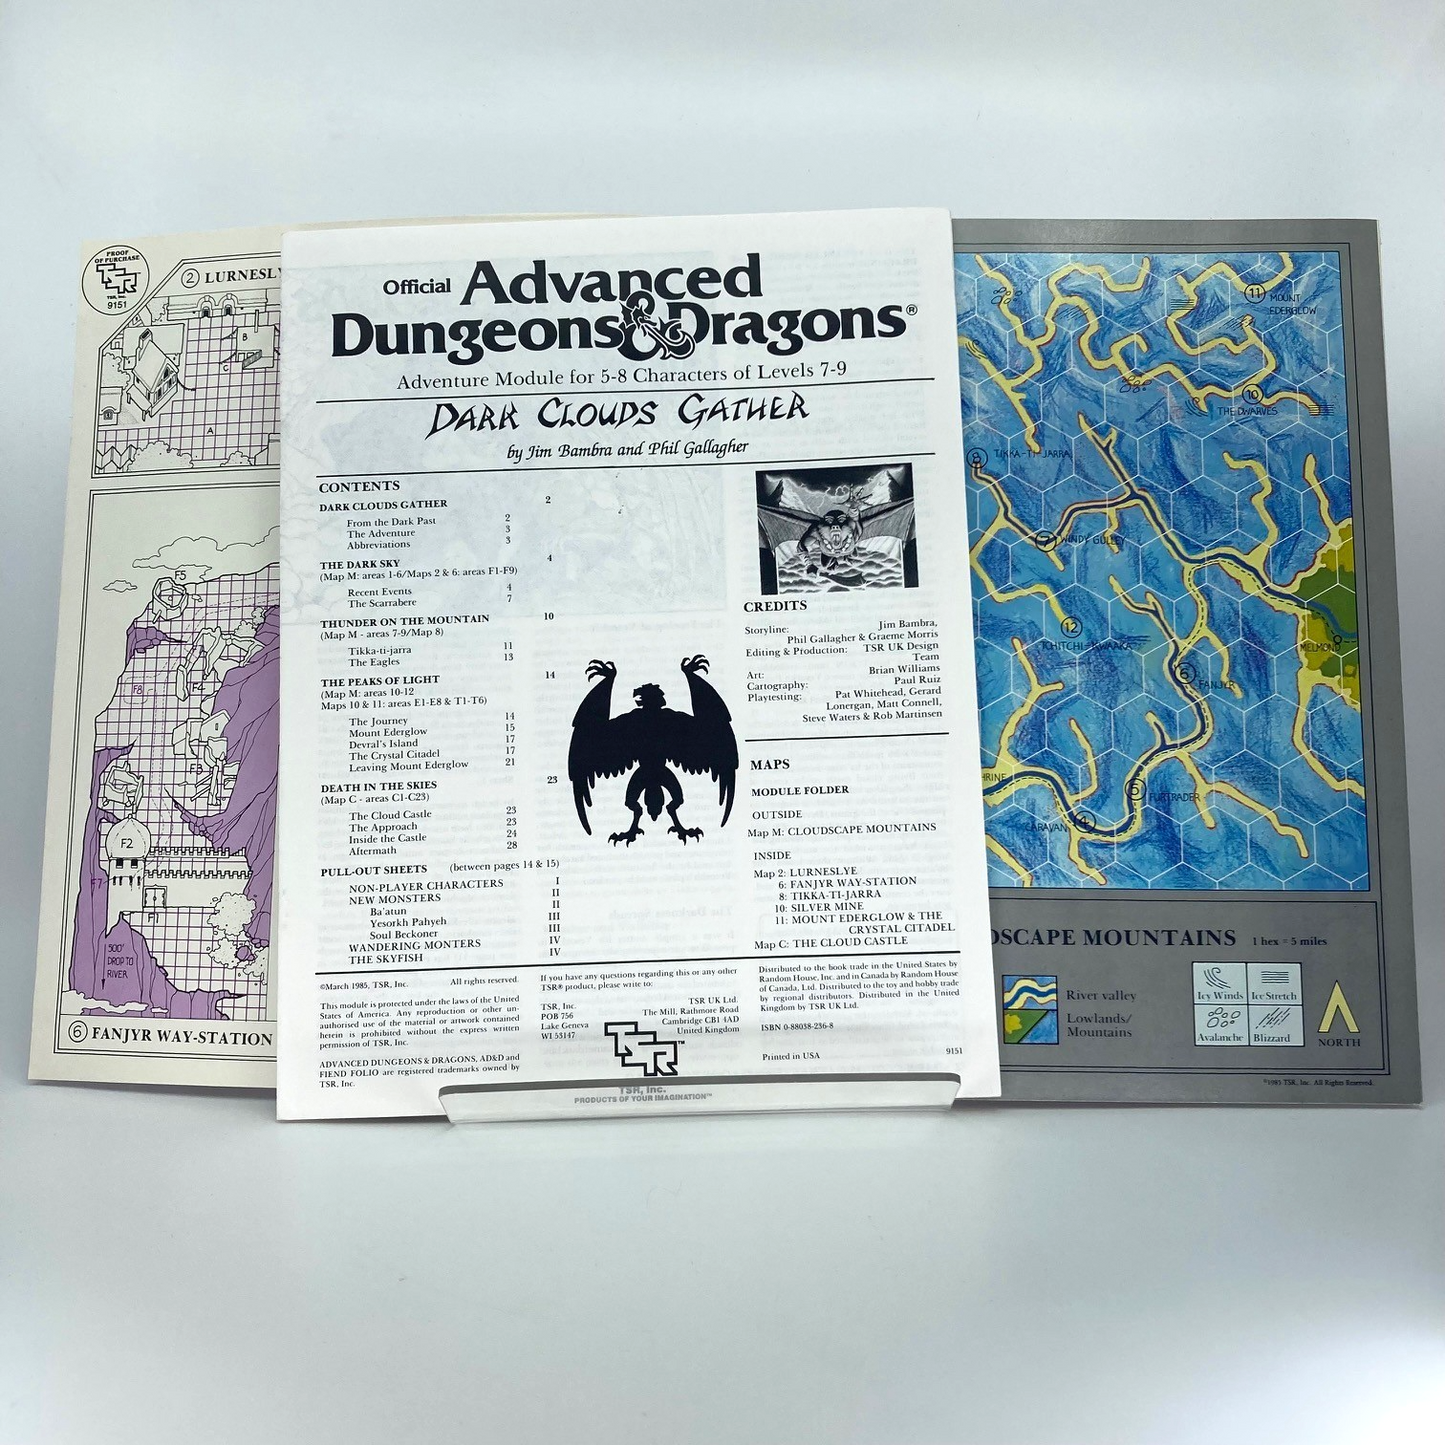 PROOF
OF PURCHASE
TSR
TSR, Inc.
9151
2 LURNESLY
B
C
A
1
F5
F8
F4
F3
F2
F7
F1
500'
DROP TO
RIVER
6 FANJYR WAY-STATION
Official Advanced
Dungeons & Dragons®
Adventure Module for 5-8 Characters of Levels 7-9
DARK CLOUDS GATHER
by Jim Bambra and Phil Gallagher
CONTENTS
DARK CLOUDS GATHER 2
From the Dark Past 2
The Adventure 3
Abbreviations 3
THE DARK SKY 4
(Map M: areas 1-6/Maps 2 & 6: areas F1-F9)
Recent Events 4
The Scarrabere 7
THUNDER ON THE MOUNTAIN 10
(Map M - areas 7-9/Map 8)
Tikka-ti-jarra 11
The Eagles 13
THE PEAKS OF LIGHT 14
(Map M: areas 10-12
Maps 10 & 11: areas E1-E8 & T1-T6)
The Journey 14
Mount Ederglow 15
Devral's Island 17
The Crystal Citadel 17
Leaving Mount Ederglow 21
DEATH IN THE SKIES 23
(Map C - areas C1-C23)
The Cloud Castle 23
The Approach 23
Inside the Castle 24
Aftermath 28
PULL-OUT SHEETS (between pages 14 & 15)
NON-PLAYER CHARACTERS I
NEW MONSTERS II
Ba'atun II
Yesorkh Pahyeh III
Soul Beckoner III
WANDERING MONTERS IV
THE SKYFISH IV
CREDITS
Storyline: Jim Bambra,
Phil Gallagher & Graeme Morris
Editing & Production: TSR UK Design
Team
Art: Brian Williams
Cartography: Paul Ruiz
Playtesting: Pat Whitehead, Gerard
Lonergan, Matt Connell,
Steve Waters & Rob Martinsen
MAPS
MODULE FOLDER
OUTSIDE
Map M: CLOUDSCAPE MOUNTAINS
INSIDE
Map 2: LURNESLYE
6: FANJYR WAY-STATION
8: TIKKA-TI-JARRA
10: SILVER MINE
11: MOUNT EDERGLOW & THE
CRYSTAL CITADEL
Map C: THE CLOUD CASTLE
©March 1985, TSR, Inc. All rights reserved.
This module is protected under the laws of the United
States of America. Any reproduction or other un-
authorised use of the material or artwork contained
herein is prohibited without the express written
permission of TSR, Inc.
ADVANCED DUNGEONS & DRAGONS, AD&D and
FIEND FOLIO are registered trademarks owned by
TSR, Inc.
If you have any questions regarding this or any other
TSR® product, please write to:
TSR, Inc.
POB 756
Lake Geneva
WI 53147
TSR UK Ltd.
The Mill, Rathmore Road
Cambridge CB1 4AD
United Kingdom
TSR™
TSR, Inc.
PRODUCTS OF YOUR IMAGINATION™
Distributed to the book trade in the United States by
Random House, Inc. and in Canada by Random House
of Canada, Ltd. Distributed to the toy and hobby trade
by regional distributors. Distributed in the United
Kingdom by TSR UK Ltd.
ISBN 0-88038-236-8
Printed in USA 9151
11 MOUNT
EDERGLOW
10
THE DWARVES
8 TIKKA-TI-JARRA
7 WINDY GULLEY
12
TCHITCHI-KWAAKA
MELMOND
6 FANJYR
5 FURTRADER
HRINE
CARAVAN 4
DSCAPE MOUNTAINS 1 hex = 5 miles
River valley
Lowlands/
Mountains
Icy Winds
Ice Stretch
Avalanche
Blizzard
NORTH
©1985 TSR, Inc. All Rights Reserved.